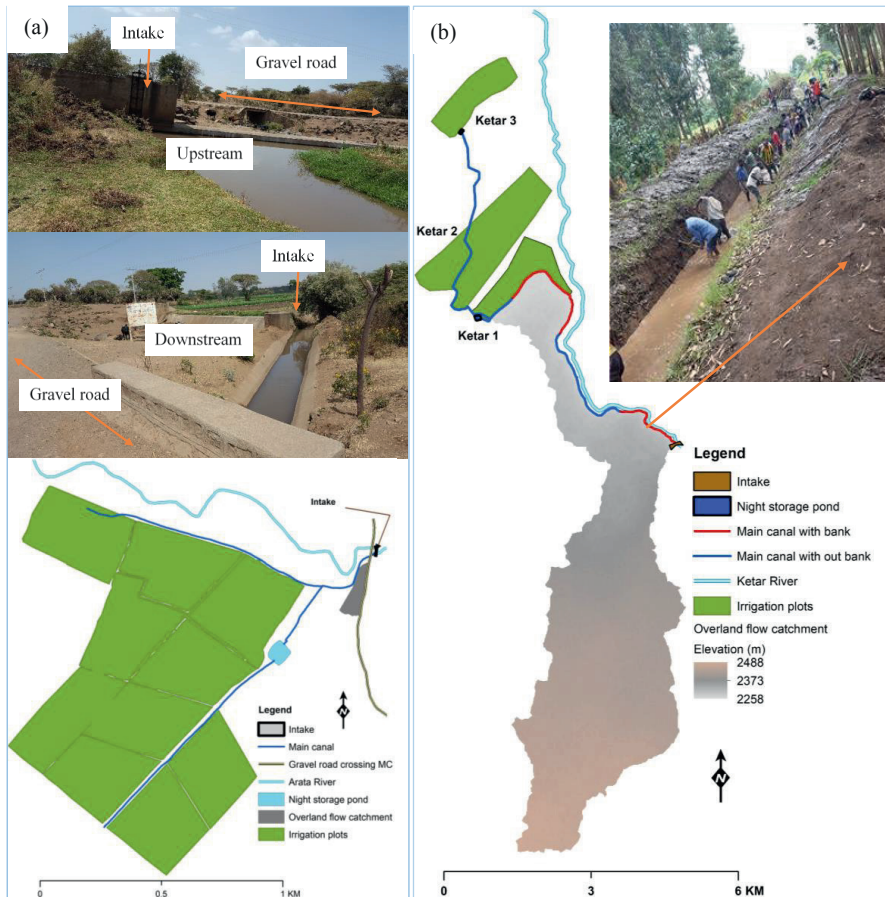 (a)
Intake
Gravel road
Upstream
Intake
Downstream
Gravel road
Intake
N
Legend
Intake
Main canal
Gravel road crossing MC
Arata River
Night storage pond
Overland flow catchment
Irrigation plots
0 0.5 1 KM
(b)
Ketar 3
Ketar 2
Ketar 1
Legend
Intake
Night storage pond
Main canal with bank
Main canal with out bank
Ketar River
Irrigation plots
Overland flow catchment
Elevation (m)
2488
2373
2258
N
0 3 6 KM